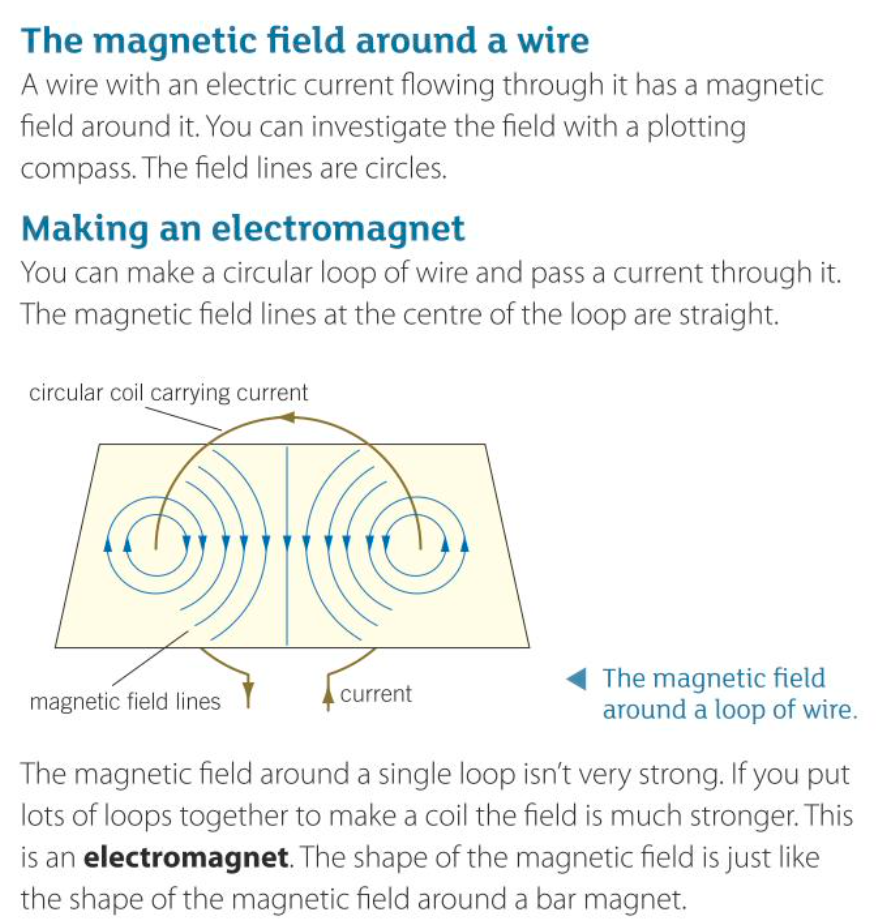 The magnetic field around a wire
A wire with an electric current flowing through it has a magnetic
field around it. You can investigate the field with a plotting
compass. The field lines are circles.
Making an electromagnet
You can make a circular loop of wire and pass a current through it.
The magnetic field lines at the centre of the loop are straight.
circular coil carrying current
magnetic field lines
current
The magnetic field
around a loop of wire.
The magnetic field around a single loop isn't very strong. If you put
lots of loops together to make a coil the field is much stronger. This
is an electromagnet. The shape of the magnetic field is just like
the shape of the magnetic field around a bar magnet.